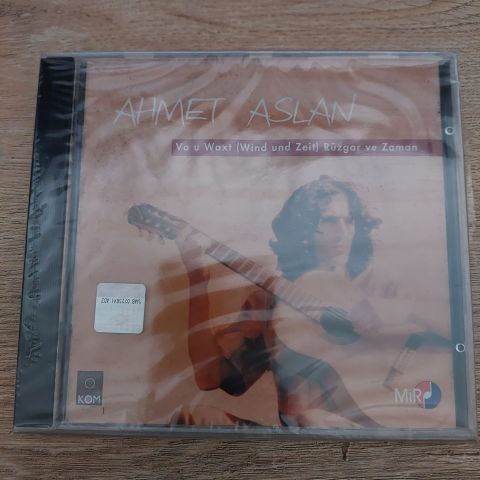 AHMET ASLAN
Va u Waxt (Wind und Zeit) Rüzgar ve Zaman
KOM
MiR